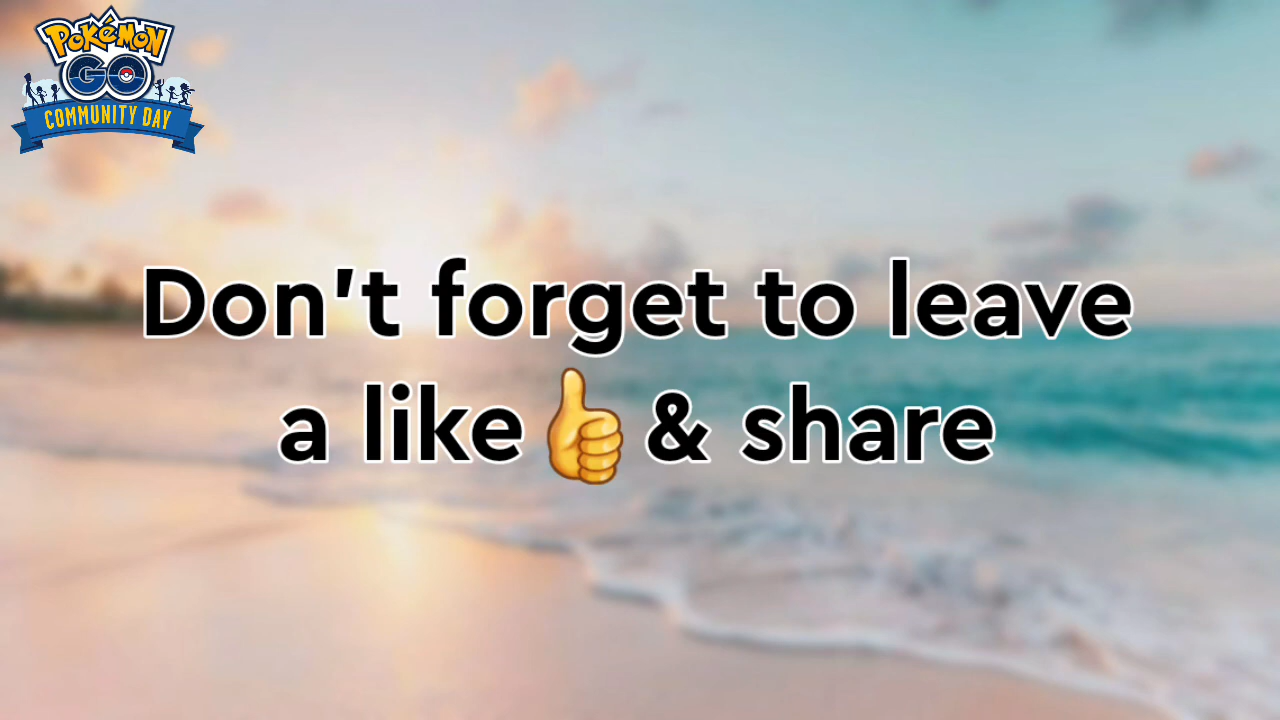 POKÉMON
GO
COMMUNITY DAY
Don't forget to leave
a like👍& share